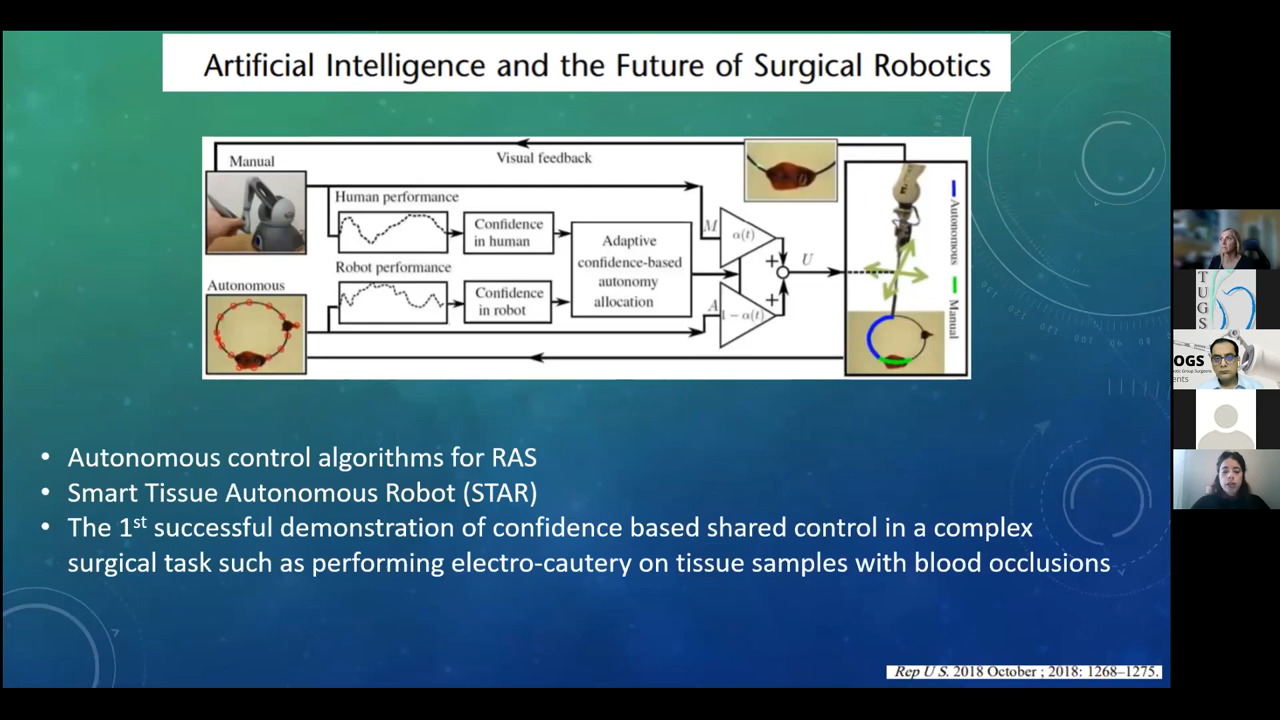 Artificial Intelligence and the Future of Surgical Robotics
Visual feedback
Manual
Human performance
Confidence
in human
Robot performance
Confidence
in robot
Autonomous
Adaptive
confidence-based
autonomy
allocation
M
α(t)
A
1 − α(t)
+
+
U
Autonomous
Manual
• Autonomous control algorithms for RAS
• Smart Tissue Autonomous Robot (STAR)
• The 1st successful demonstration of confidence based shared control in a complex
surgical task such as performing electro-cautery on tissue samples with blood occlusions
Rep U S. 2018 October ; 2018: 1268–1275.
TUGS
OGS